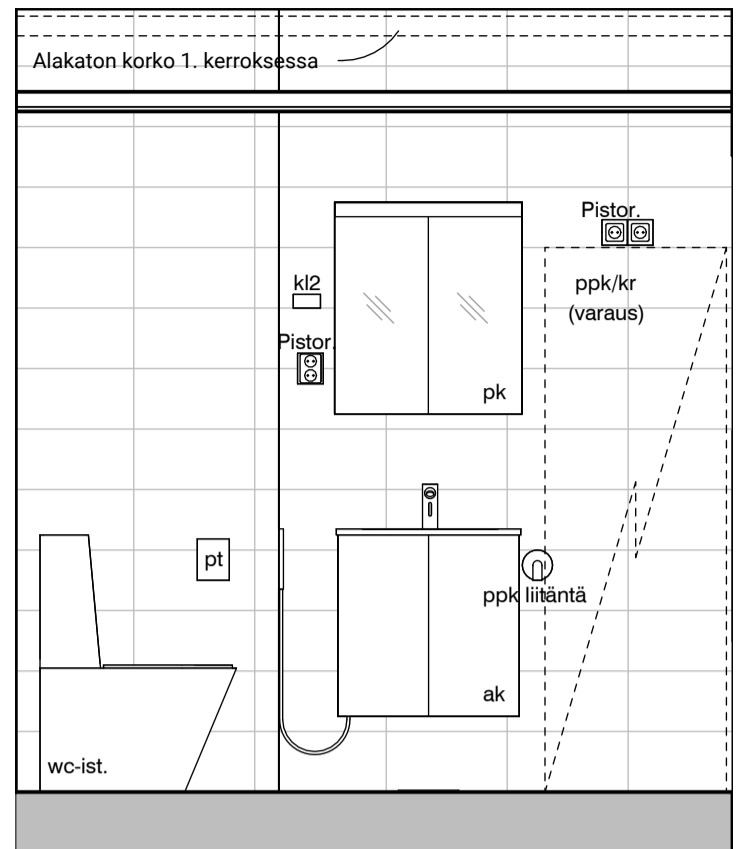 Alakaton korko 1. kerroksessa
Pistor.
kl2
ppk/kr
(varaus)
Pistor.
pk
pt
ppk liitäntä
ak
wc-ist.